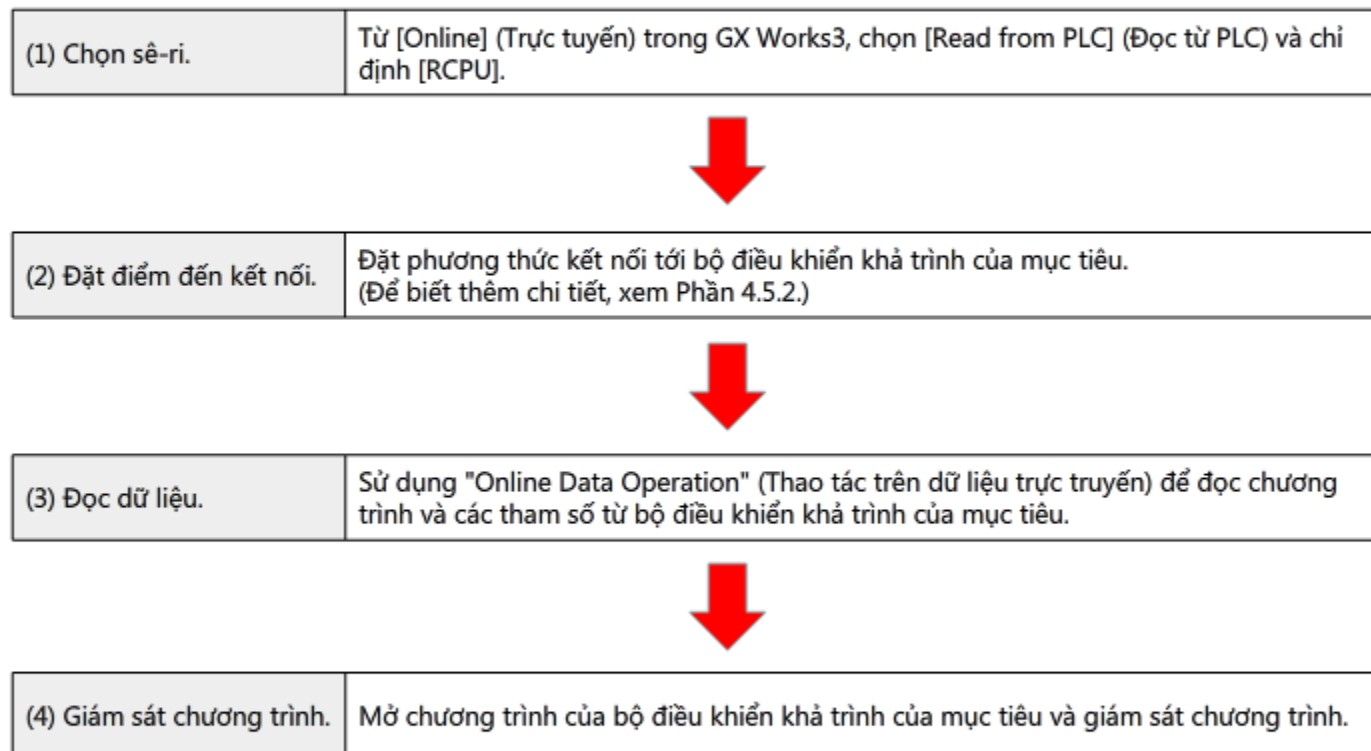 (1) Chọn sê-ri.
Từ [Online] (Trực tuyến) trong GX Works3, chọn [Read from PLC] (Đọc từ PLC) và chỉ
định [RCPU].
(2) Đặt điểm đến kết nối.
Đặt phương thức kết nối tới bộ điều khiển khả trình của mục tiêu.
(Để biết thêm chi tiết, xem Phần 4.5.2.)
(3) Đọc dữ liệu.
Sử dụng "Online Data Operation" (Thao tác trên dữ liệu trực truyến) để đọc chương
trình và các tham số từ bộ điều khiển khả trình của mục tiêu.
(4) Giám sát chương trình.
Mở chương trình của bộ điều khiển khả trình của mục tiêu và giám sát chương trình.